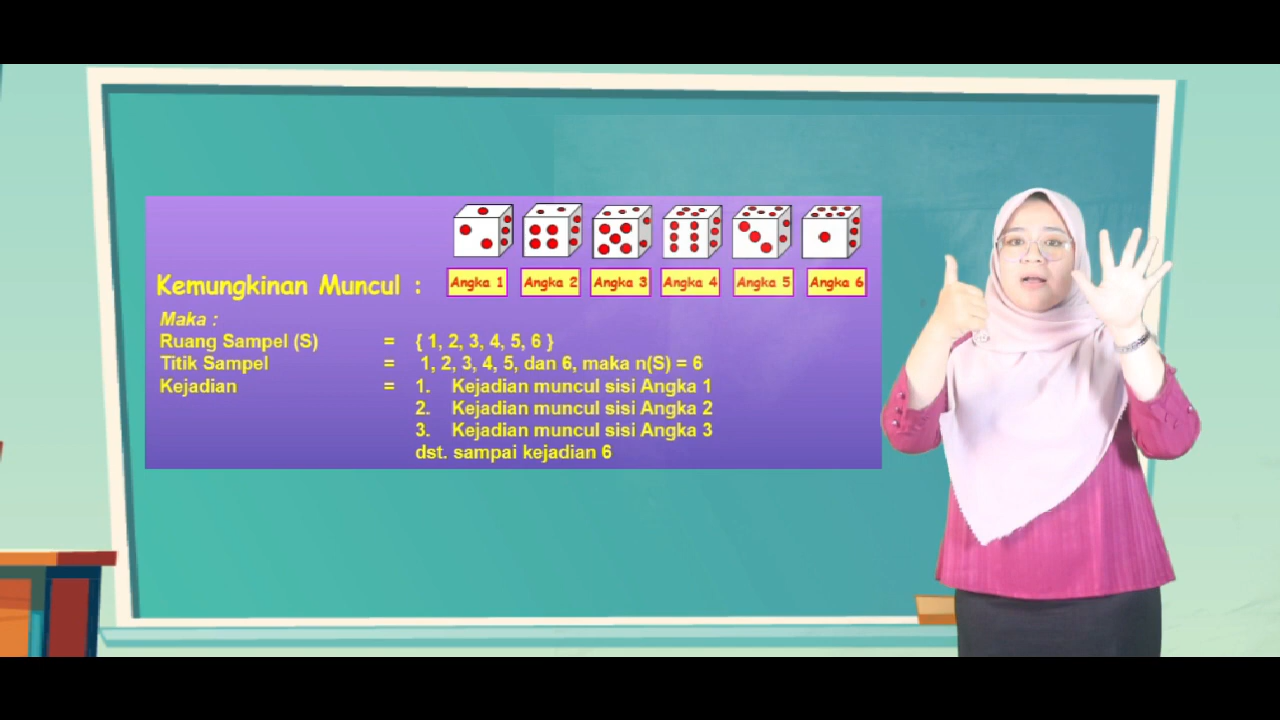 Kemungkinan Muncul : Angka 1 Angka 2 Angka 3 Angka 4 Angka 5 Angka 6
Maka :
Ruang Sampel (S) = { 1, 2, 3, 4, 5, 6 }
Titik Sampel = 1, 2, 3, 4, 5, dan 6, maka n(S) = 6
Kejadian = 1. Kejadian muncul sisi Angka 1
2. Kejadian muncul sisi Angka 2
3. Kejadian muncul sisi Angka 3
dst. sampai kejadian 6